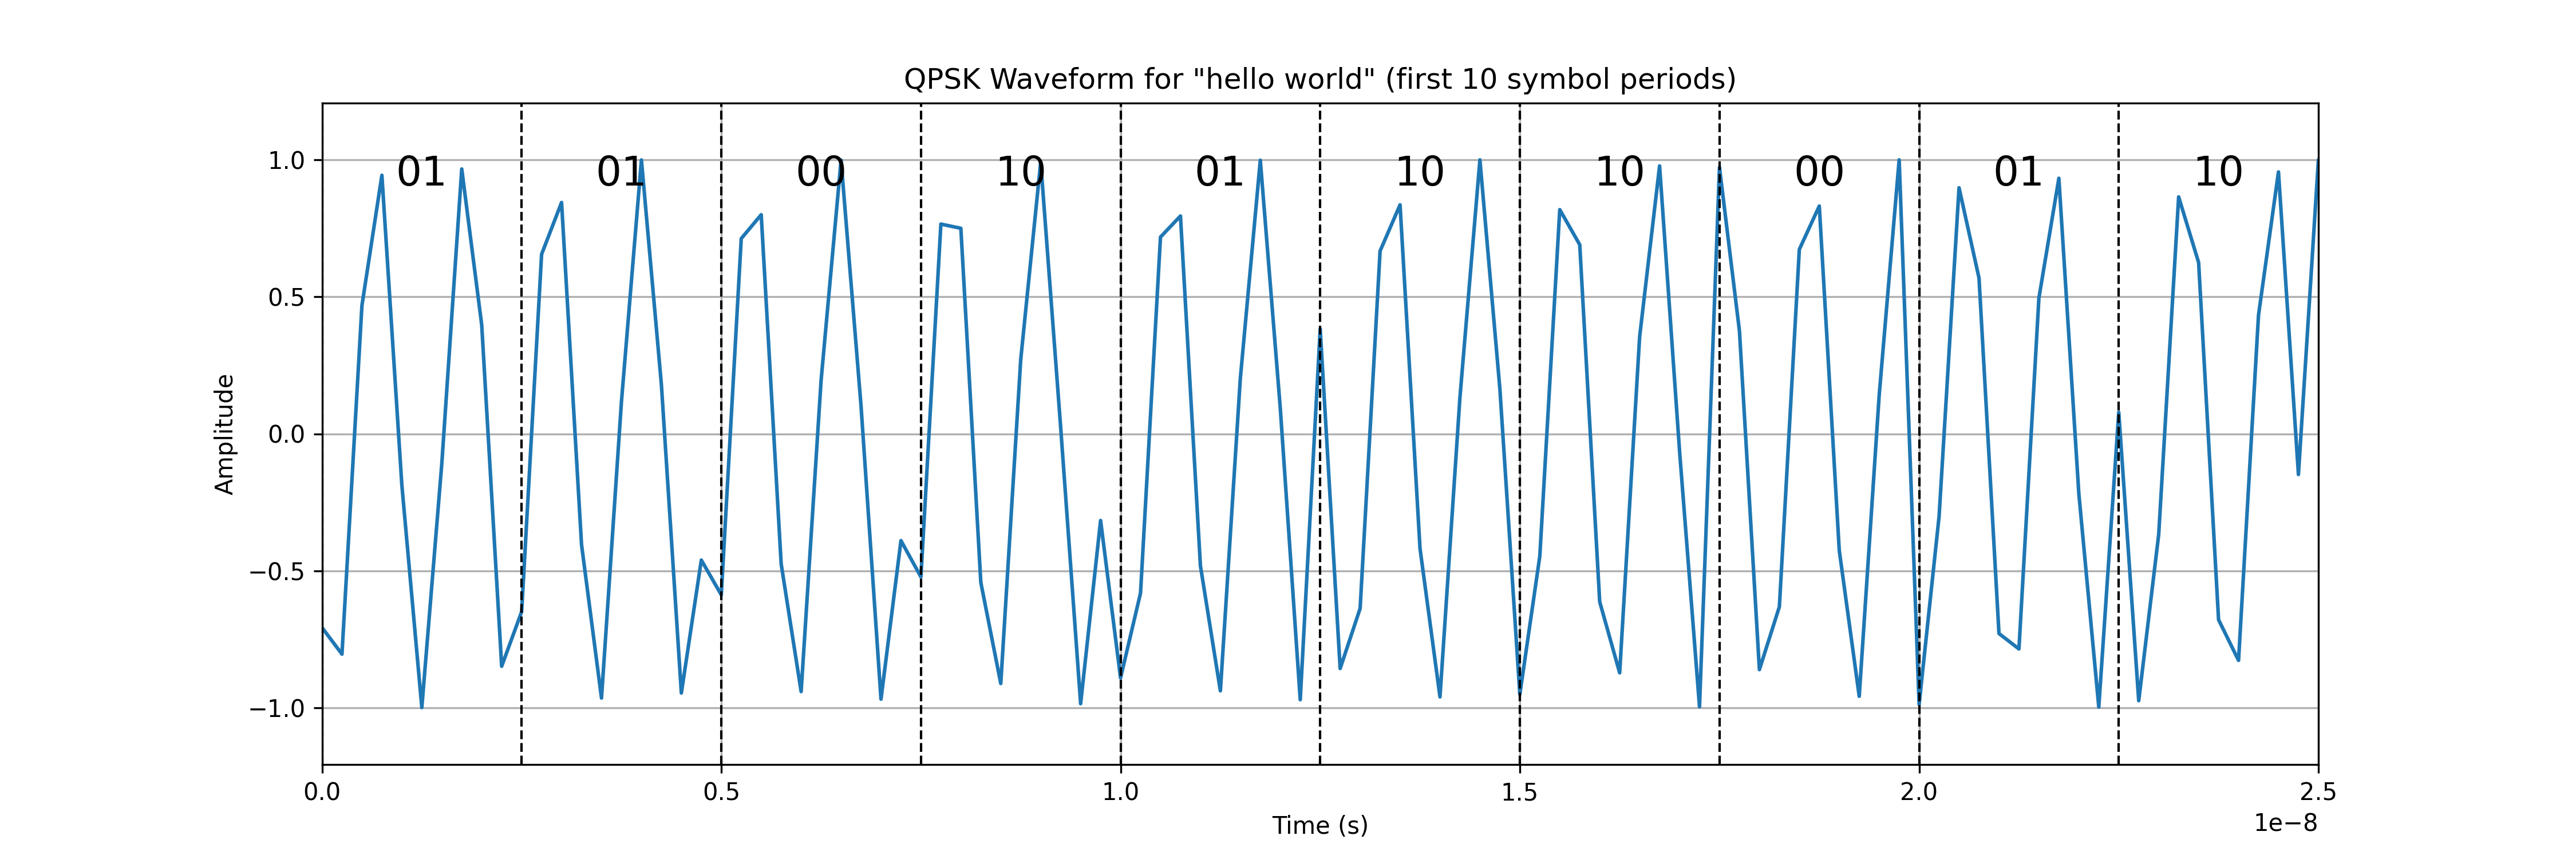 QPSK Waveform for "hello world" (first 10 symbol periods)
01 01 00 10 01 10 10 00 01 10
1.0
0.5
0.0
−0.5
−1.0
Amplitude
0.0 0.5 1.0 1.5 2.0 2.5
Time (s)
1e−8